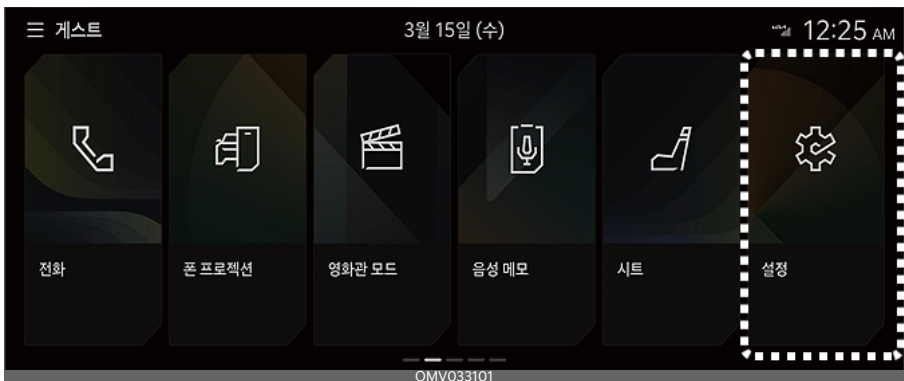 게스트
3월 15일 (수)
12:25 AM
전화
폰 프로젝션
영화관 모드
음성 메모
시트
설정
OMV033101